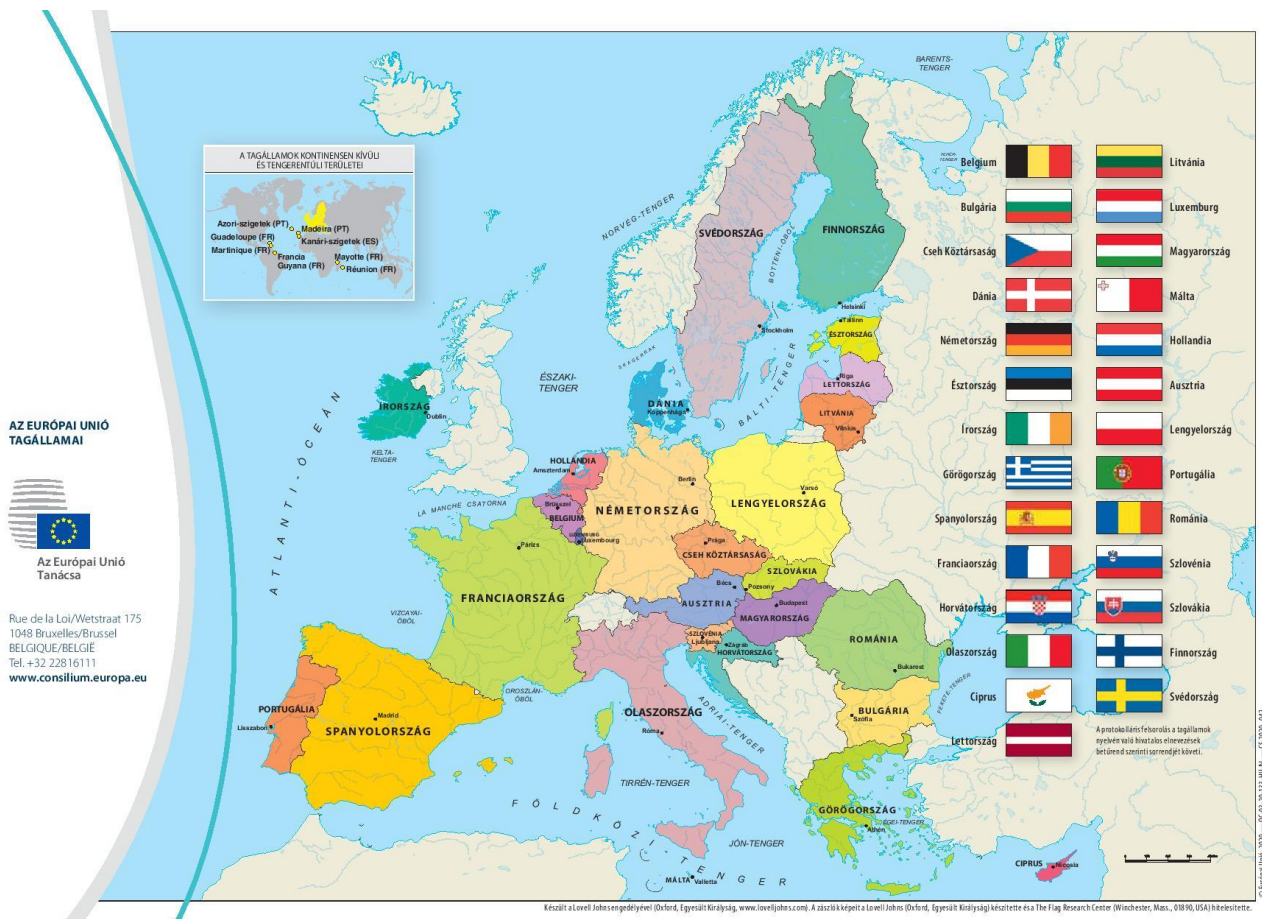 AZ EURÓPAI UNIÓ
TAGÁLLAMAI
Az Európai Unió
Tanácsa
Rue de la Loi/Wetstraat 175
1048 Bruxelles/Brussel
BELGIQUE/BELGIË
Tel. +32 22816111
www.consilium.europa.eu
A TAGÁLLAMOK KONTINENSEN KÍVÜLI
ÉS TENGERENTÚLI TERÜLETEI
Azori-szigetek (PT)
Madeira (PT)
Guadeloupe (FR)
Kanári-szigetek (ES)
Martinique (FR)
Francia
Guyana (FR)
Mayotte (FR)
Réunion (FR)
BARENTS-
TENGER
NORVÉG-TENGER
SVÉDORSZÁG
FINNORSZÁG
BOTTENI-ÖBÖL
Helsinki
Tallinn
Stockholm
ÉSZTORSZÁG
SKAGERRAK
BALTI-TENGER
Riga
LETTORSZÁG
ÉSZAKI-
TENGER
DÁNIA
Koppenhága
LITVÁNIA
Vilnius
ATLANTI-ÓCEÁN
ÍRORSZÁG
Dublin
KELTA-
TENGER
HOLLANDIA
Amszterdam
Berlin
Varsó
LENGYELORSZÁG
LA MANCHE CSATORNA
Brüsszel
BELGIUM
NÉMETORSZÁG
Luxembourg
Párizs
Prága
CSEH KÖZTÁRSASÁG
SZLOVÁKIA
Pozsony
Bécs
FRANCIAORSZÁG
AUSZTRIA
Budapest
MAGYARORSZÁG
VIZCAYAI-
ÖBÖL
SZLOVÉNIA
Ljubljana
Zágráb
HORVÁTORSZÁG
ROMÁNIA
Bukarest
OROSZLÁN-
ÖBÖL
ADRIAI-TENGER
FEKETE-TENGER
PORTUGÁLIA
Lisszabon
Madrid
SPANYOLORSZÁG
OLASZORSZÁG
Róma
BULGÁRIA
Szófia
TIRRÉN-TENGER
FÖLDKÖZI-TENGER
GÖRÖGORSZÁG
ÉGEI-TENGER
Athén
JÓN-TENGER
MÁLTA
Valletta
CIPRUS
Nicosia
Belgium
Litvánia
Bulgária
Luxemburg
Cseh Köztársaság
Magyarország
Dánia
Málta
Németország
Hollandia
Észtország
Ausztria
Írország
Lengyelország
Görögország
Portugália
Spanyolország
Románia
Franciaország
Szlovénia
Horvátország
Szlovákia
Olaszország
Finnország
Ciprus
Svédország
Lettország
A protokolláris felsorolás a tagállamok
nyelvén való hivatalos elnevezések
betűrend szerinti sorrendjét követi.
Készült a Lovell Johns engedélyével (Oxford, Egyesült Királyság, www.lovelljohns.com). A zászlók képeit a Lovell Johns (Oxford, Egyesült Királyság) készítette és a The Flag Research Center (Winchester, Mass., 01890, USA) hitelesítette.